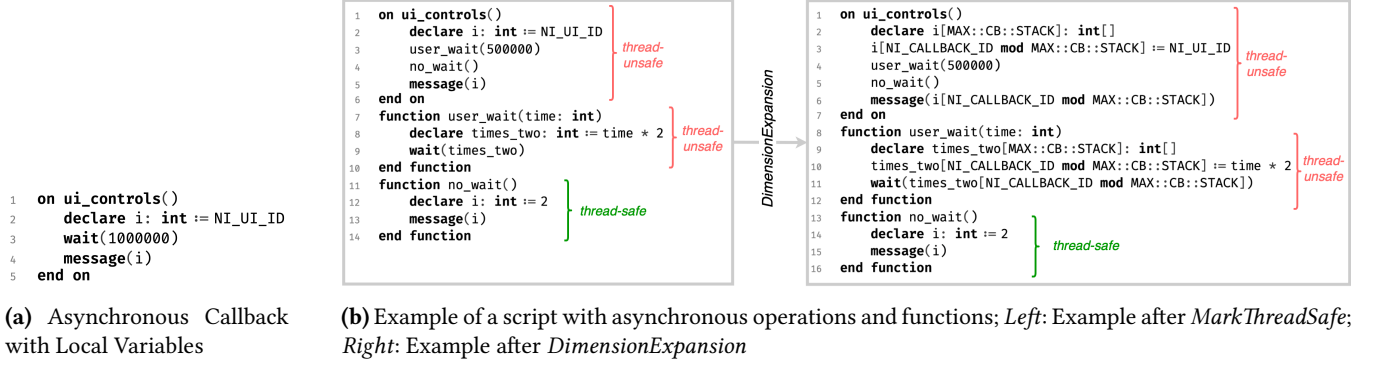 1 on ui_controls()
2 declare i: int := NI_UI_ID
3 wait(1000000)
4 message(i)
5 end on
(a) Asynchronous Callback
with Local Variables
1 on ui_controls()
2 declare i: int := NI_UI_ID
3 user_wait(500000)
4 no_wait()
5 message(i)
6 end on
thread-
unsafe
7 function user_wait(time: int)
8 declare times_two: int := time * 2
9 wait(times_two)
10 end function
thread-
unsafe
11 function no_wait()
12 declare i: int := 2
13 message(i)
14 end function
thread-safe
DimensionExpansion
1 on ui_controls()
2 declare i[MAX::CB::STACK]: int[]
3 i[NI_CALLBACK_ID mod MAX::CB::STACK] := NI_UI_ID
4 user_wait(500000)
5 no_wait()
6 message(i[NI_CALLBACK_ID mod MAX::CB::STACK])
7 end on
thread-
unsafe
8 function user_wait(time: int)
9 declare times_two[MAX::CB::STACK]: int[]
10 times_two[NI_CALLBACK_ID mod MAX::CB::STACK] := time * 2
11 wait(times_two[NI_CALLBACK_ID mod MAX::CB::STACK])
12 end function
thread-
unsafe
13 function no_wait()
14 declare i: int := 2
15 message(i)
16 end function
thread-safe
(b) Example of a script with asynchronous operations and functions; Left: Example after MarkThreadSafe;
Right: Example after DimensionExpansion